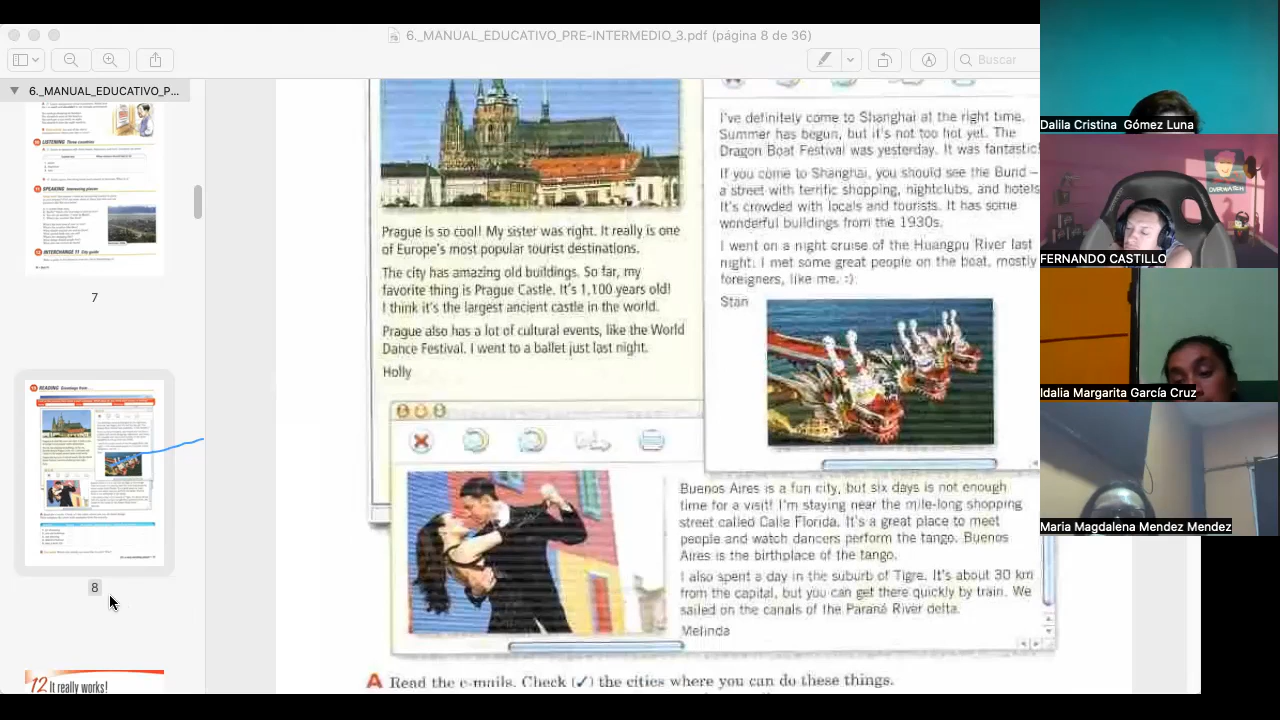 6._MANUAL_EDUCATIVO_PRE-INTERMEDIO_3.pdf (página 8 de 36)
Buscar
6._MANUAL_EDUCATIVO_P...
LISTENING
SPEAKING
INTERCHANGE 11 City guide
7
READING
8
12 It really works!
Prague is so cool! My sister was right. It really is one
of Europe's most popular tourist destinations.
The city has amazing old buildings. So far, my
favorite thing is Prague Castle. It's 1,100 years old!
I think it's the largest ancient castle in the world.
Prague also has a lot of cultural events, like the World
Dance Festival. I went to a ballet just last night.
Holly
I've definitely come to Shanghai at the right time.
Summer has begun, but it's not too hot yet. The
Dragon Boat Festival was yesterday. It was fantastic
If you visit Shanghai, you should see the Bund –
a street with chic shopping, nightclubs, and hotels
It's crowded with locals and tourists. It has some
wonderful buildings from the 1920s.
I went on a night cruise of the Huangpu River last
night. I met some great people on the boat, mostly
foreigners, like me. :)
Stan
Buenos Aires is a fun city, but six days is not enough
time for a visit! I'm staying near the mile-long shopping
street called Calle Florida. It's a great place to meet
people and watch dancers perform the tango. Buenos
Aires is the birthplace of the tango.
I also spent a day in the suburb of Tigre. It's about 30 km
from the capital, but you can get there quickly by train. We
sailed on the canals of the Paraná River delta.
Melinda
A Read the e-mails. Check (✓) the cities where you can do these things.
Dalila Cristina Gómez Luna
OVERWATCH
FERNANDO CASTILLO
Idalia Margarita García Cruz
Maria Magdalena Mendez Mendez